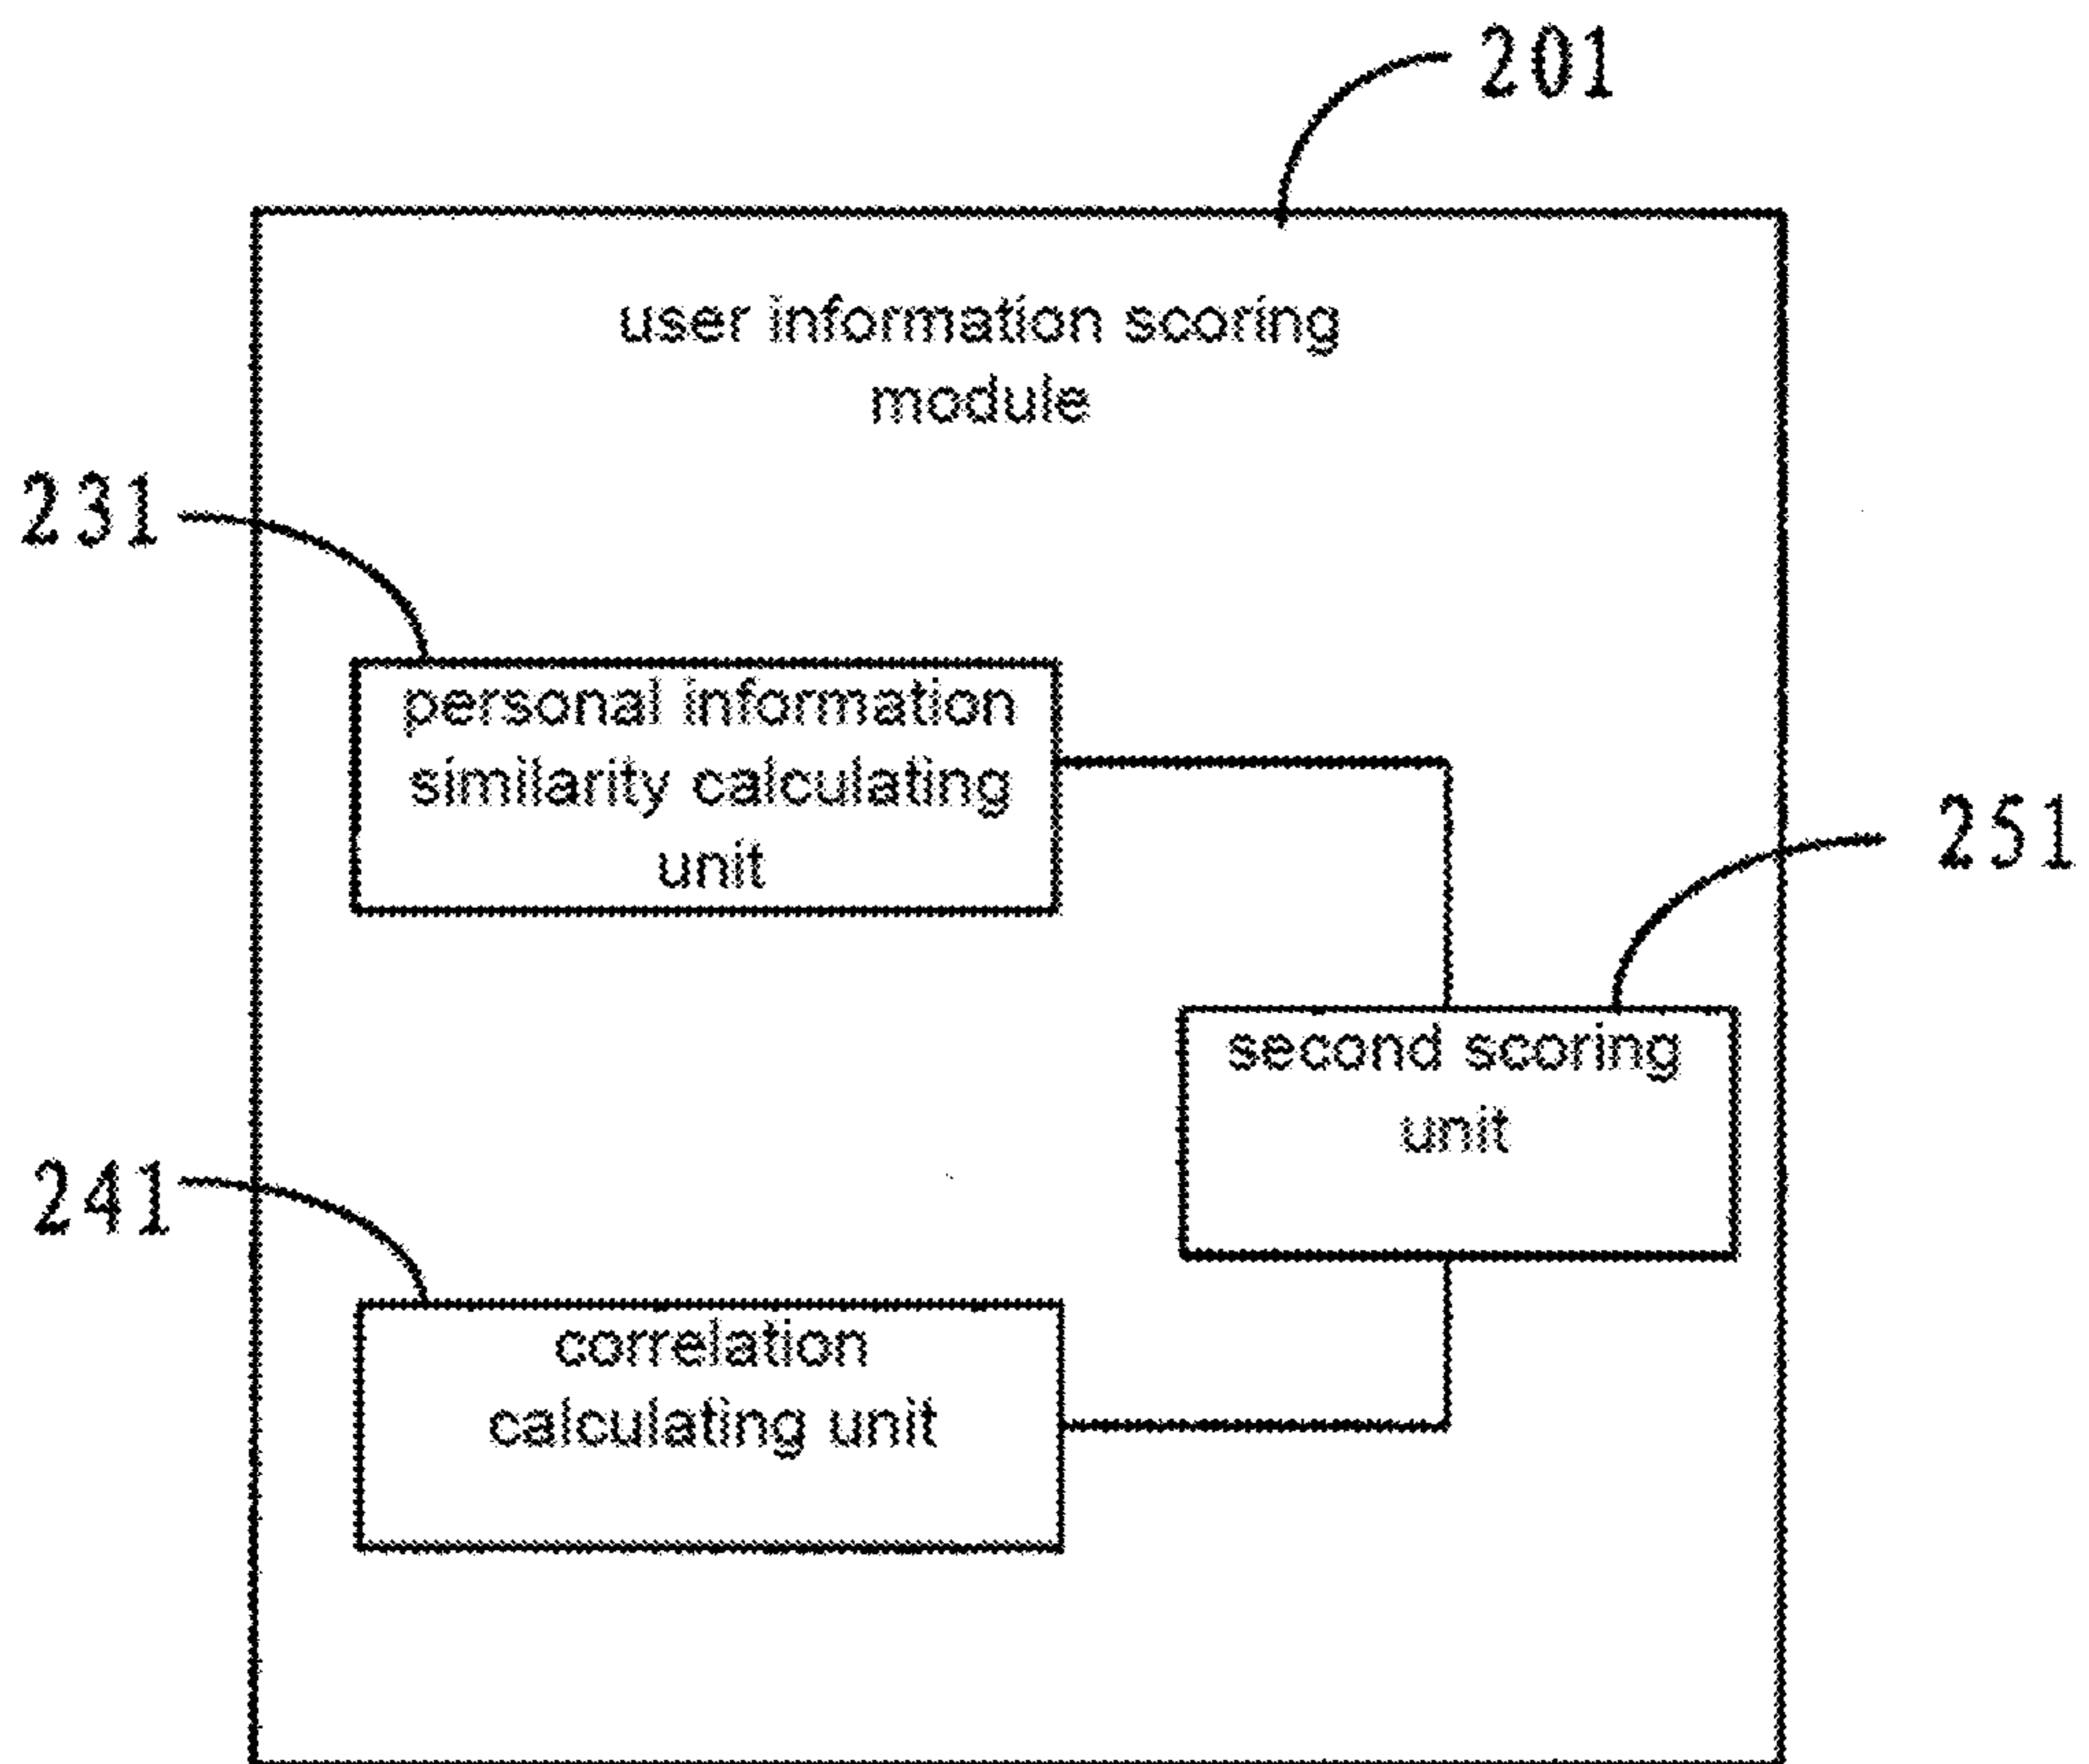 201
user information scoring
module
231
personal information
similarity calculating
unit
251
second scoring
unit
241
correlation
calculating unit